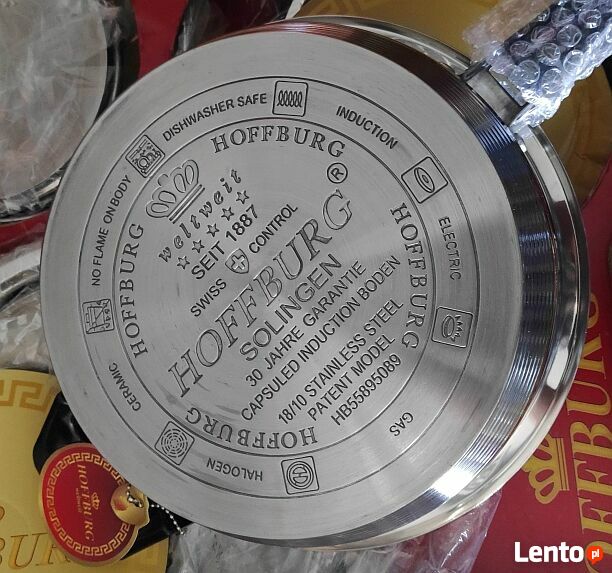 weltweit
SEIT 1887
SWISS CONTROL
HOFFBURG ®
SOLINGEN
30 JAHRE GARANTIE
CAPSULED INDUCTION BODEN
18/10 STAINLESS STEEL
PATENT MODEL
HB55895089
HOFFBURG
HOFFBURG
HOFFBURG
HOFFBURG
NO FLAME ON BODY
DISHWASHER SAFE
INDUCTION
ELECTRIC
GAS
HALOGEN
CERAMIC
HOFFBURG
BURG
BURG
Lento.pl